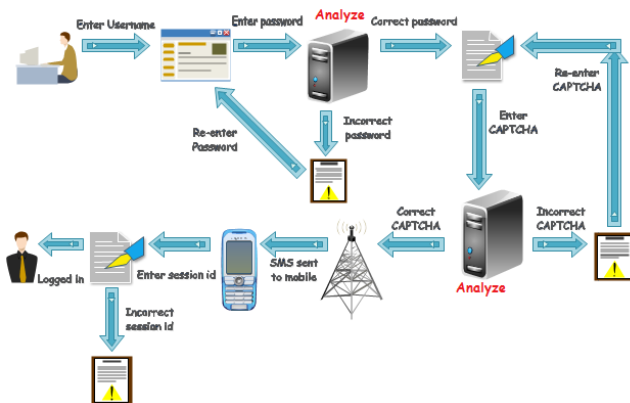 Enter Username
Enter password
Analyze
Correct password
Re-enter
CAPTCHA
Re-enter
Password
Incorrect
password
Enter
CAPTCHA
Correct
CAPTCHA
Incorrect
CAPTCHA
Logged in
Enter session id
SMS sent
to mobile
Analyze
Incorrect
session id